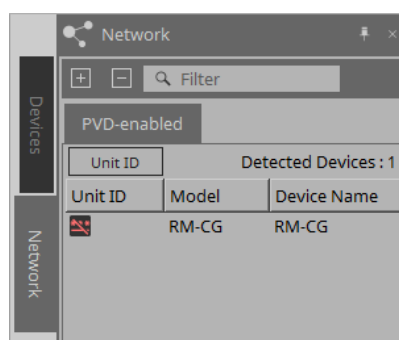 Network
Filter
Devices
PVD-enabled
Unit ID
Detected Devices : 1
Unit ID Model Device Name
RM-CG RM-CG
Network